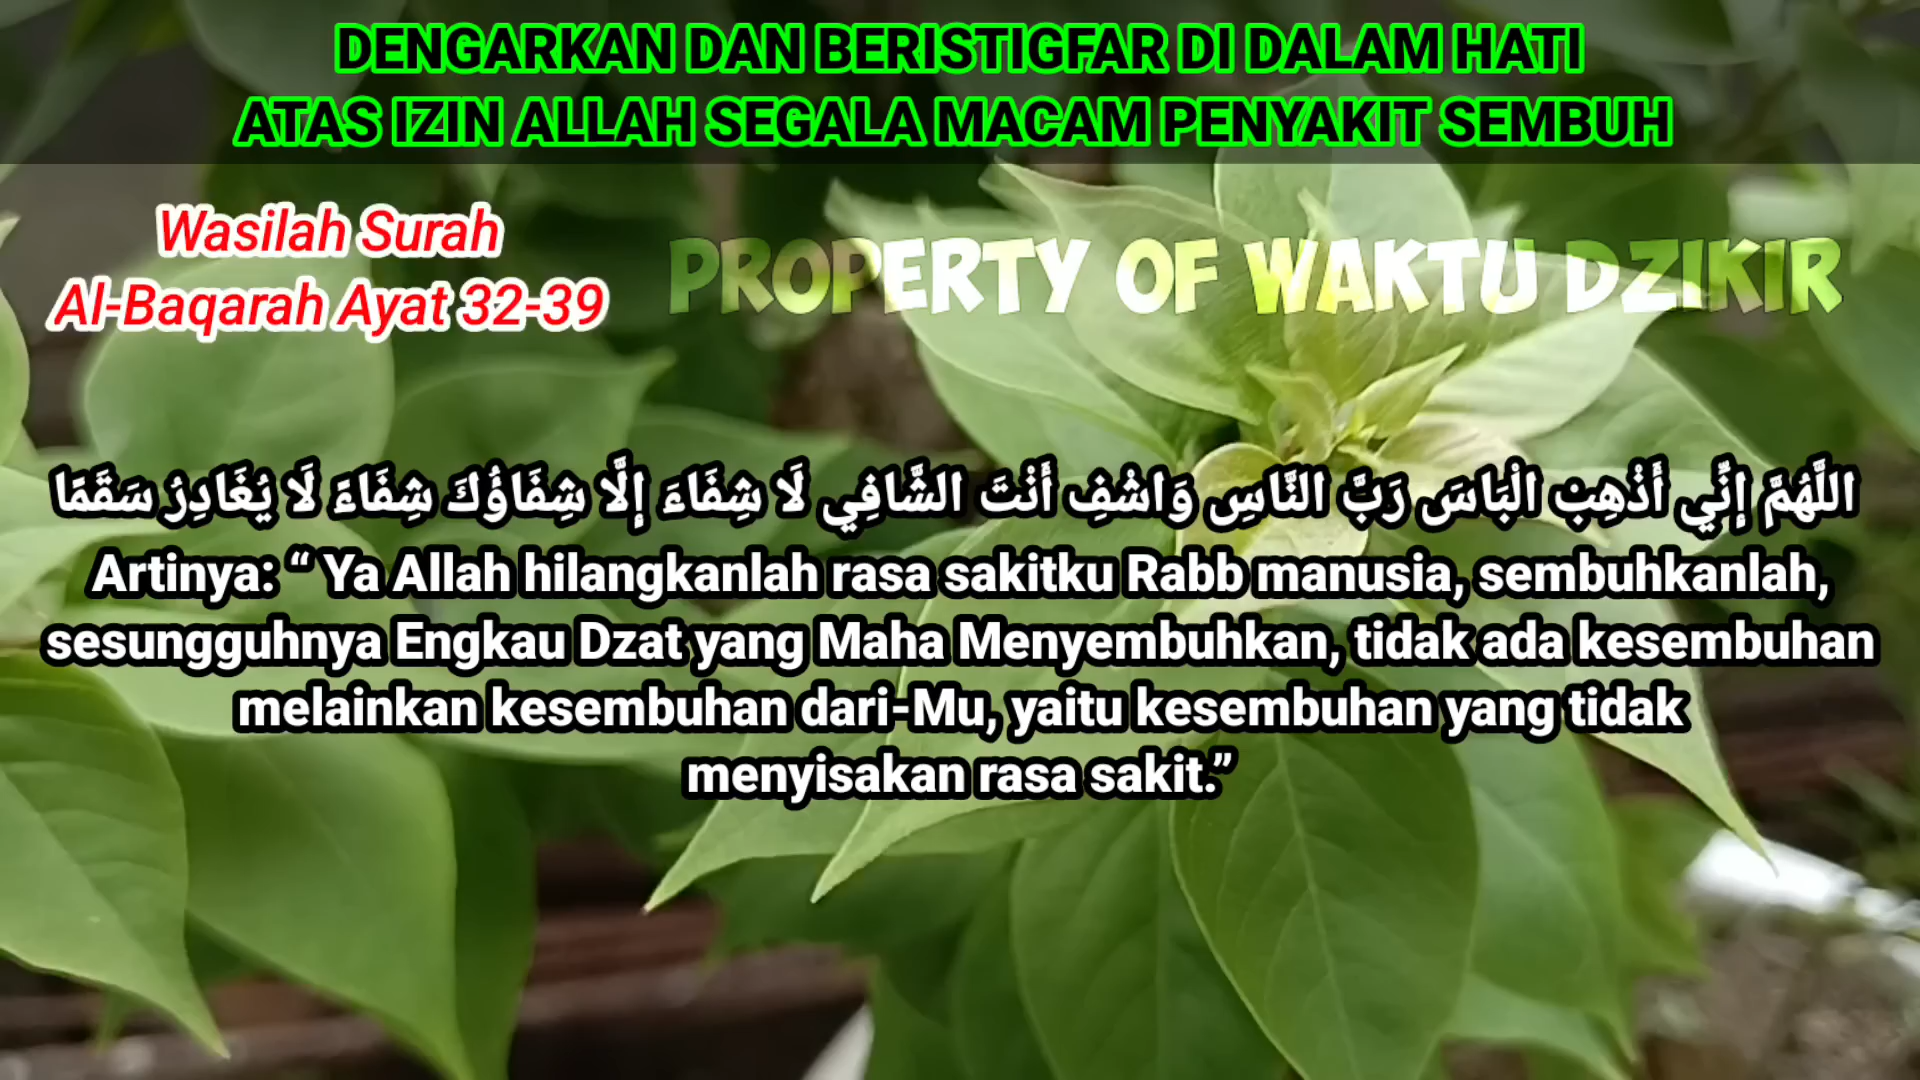 DENGARKAN DAN BERISTIGFAR DI DALAM HATI
ATAS IZIN ALLAH SEGALA MACAM PENYAKIT SEMBUH
Wasilah Surah
Al-Baqarah Ayat 32-39
PROPERTY OF WAKTU DZIKIR
اللَّهُمَّ إِنِّي أَذْهِبْ الْبَاسَ رَبَّ النَّاسِ وَاشْفِ أَنْتَ الشَّافِي لَا شِفَاءَ إِلَّا شِفَاؤُكَ شِفَاءً لَا يُغَادِرُ سَقَمًا
Artinya: “ Ya Allah hilangkanlah rasa sakitku Rabb manusia, sembuhkanlah,
sesungguhnya Engkau Dzat yang Maha Menyembuhkan, tidak ada kesembuhan
melainkan kesembuhan dari-Mu, yaitu kesembuhan yang tidak
menyisakan rasa sakit.”